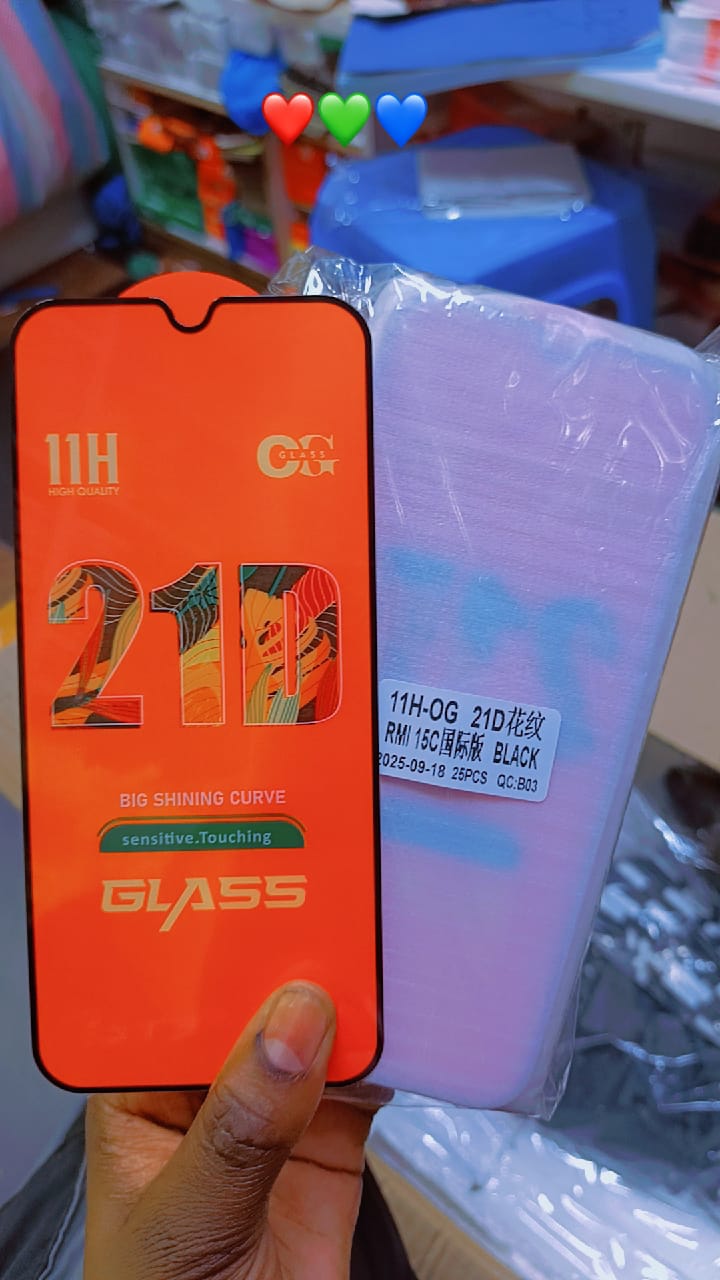 11H
HIGH QUALITY
OG
GLASS
21D
BIG SHINING CURVE
sensitive.Touching
GLASS
11H-OG 21D花纹
RMI 15C国际版 BLACK
2025-09-18 25PCS QC:B03